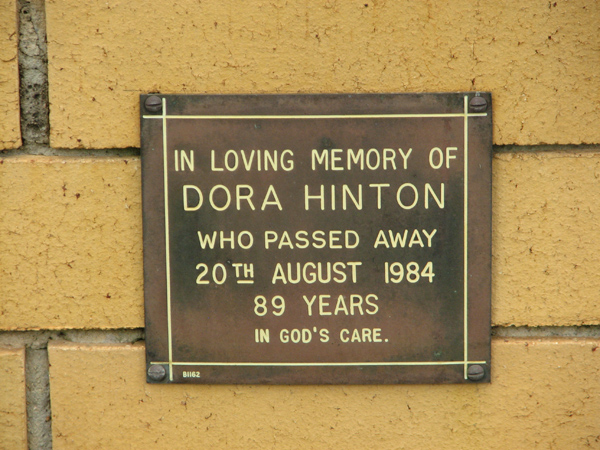 IN LOVING MEMORY OF
DORA HINTON
WHO PASSED AWAY
20TH AUGUST 1984
89 YEARS
IN GOD'S CARE.
B1162